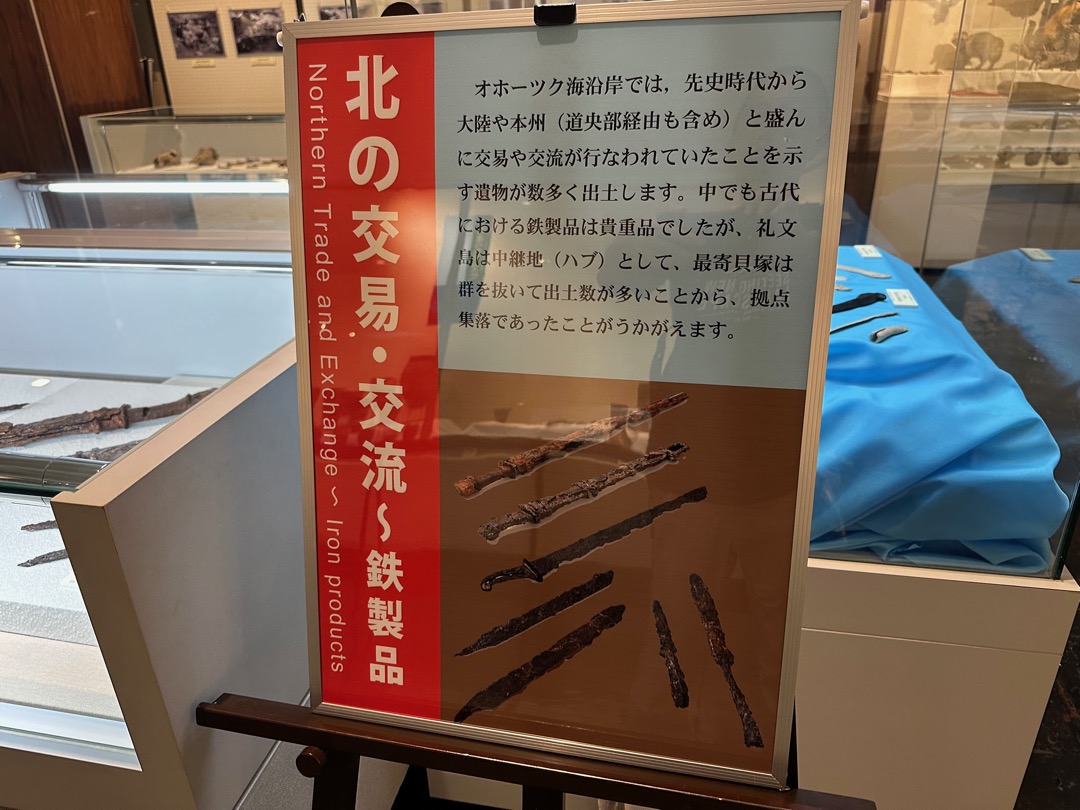 北の交易・交流～鉄製品
Northern Trade and Exchange ～ Iron products
オホーツク海沿岸では，先史時代から
大陸や本州（道央部経由も含め）と盛ん
に交易や交流が行なわれていたことを示
す遺物が数多く出土します。中でも古代
における鉄製品は貴重品でしたが、礼文
島は中継地（ハブ）として、最寄貝塚は
群を抜いて出土数が多いことから、拠点
集落であったことがうかがえます。